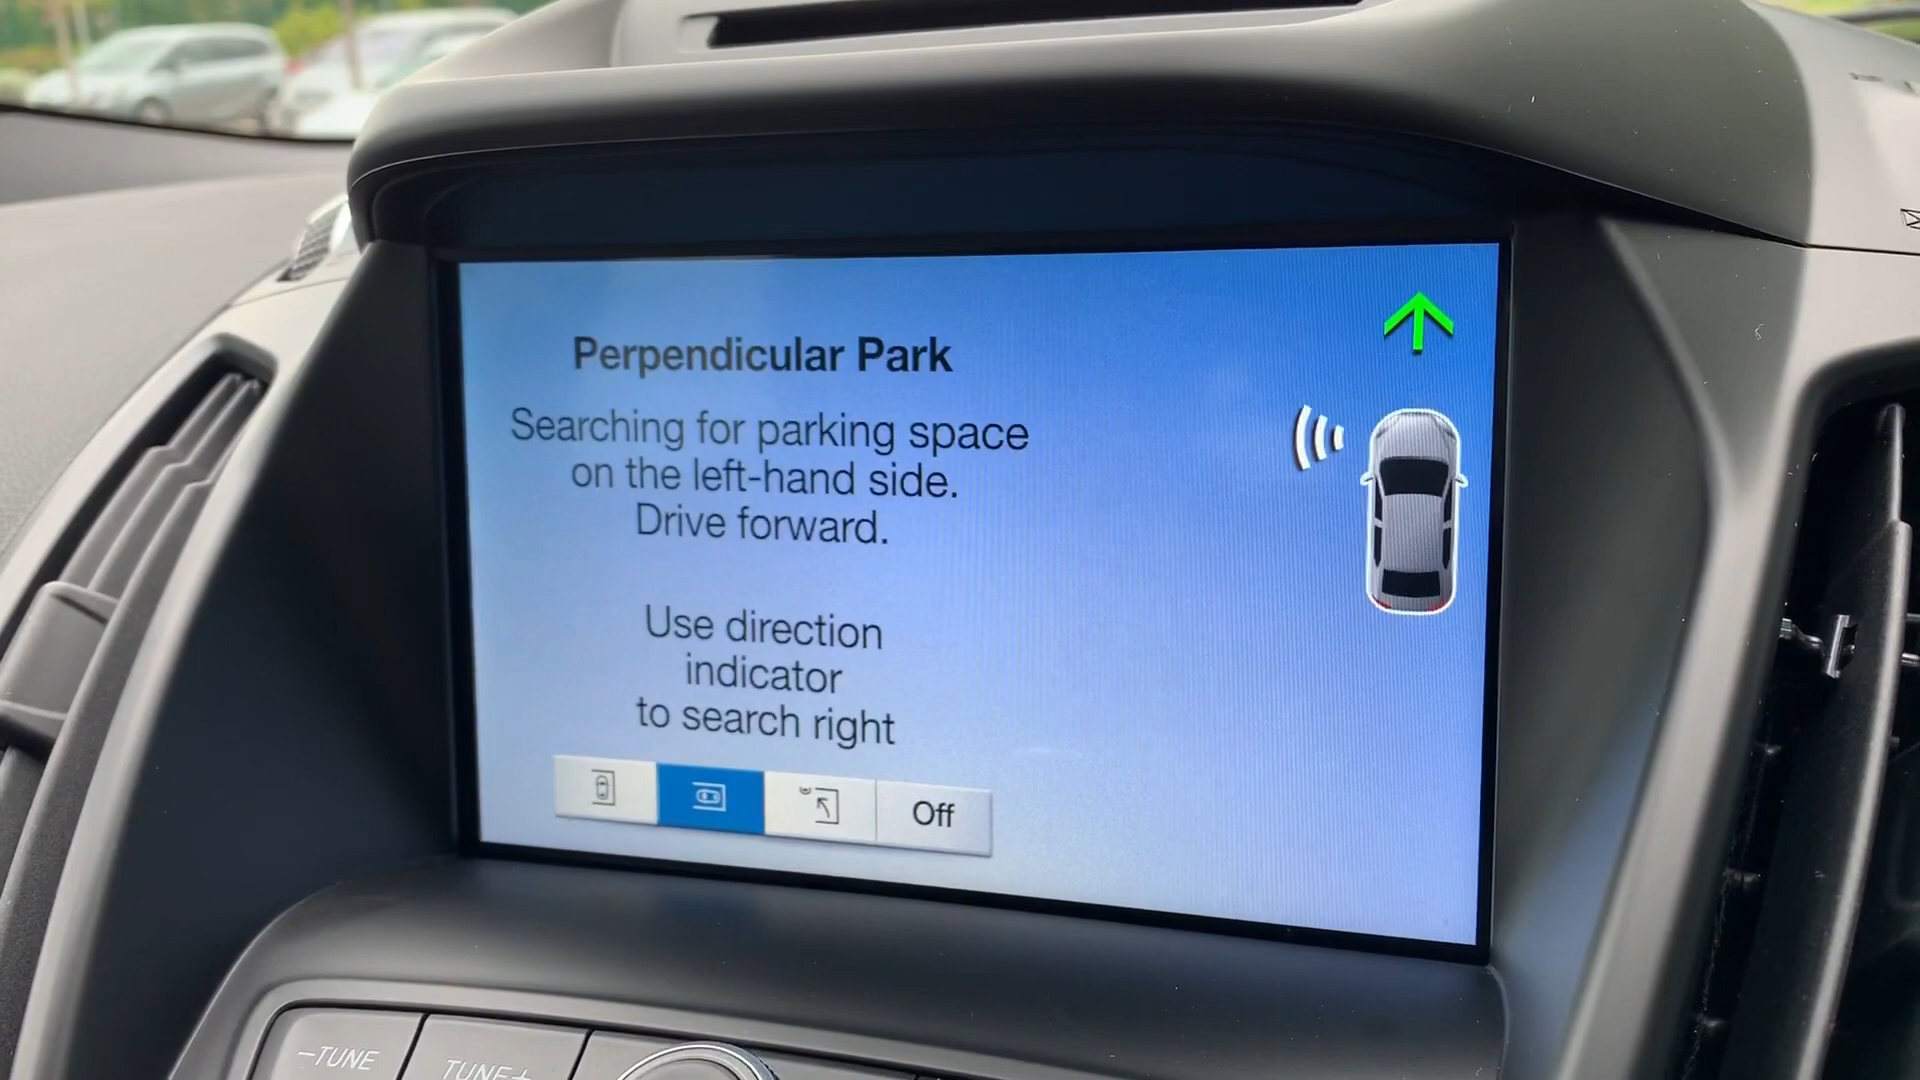 Perpendicular Park
Searching for parking space
on the left-hand side.
Drive forward.
Use direction
indicator
to search right
Off
–TUNE
TUNE+